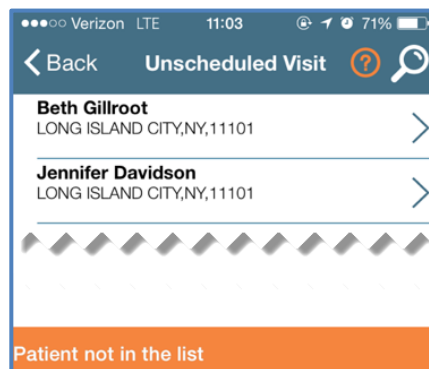 Verizon LTE 11:03 71%
Back Unscheduled Visit ?
Beth Gillroot
LONG ISLAND CITY,NY,11101
Jennifer Davidson
LONG ISLAND CITY,NY,11101
Patient not in the list